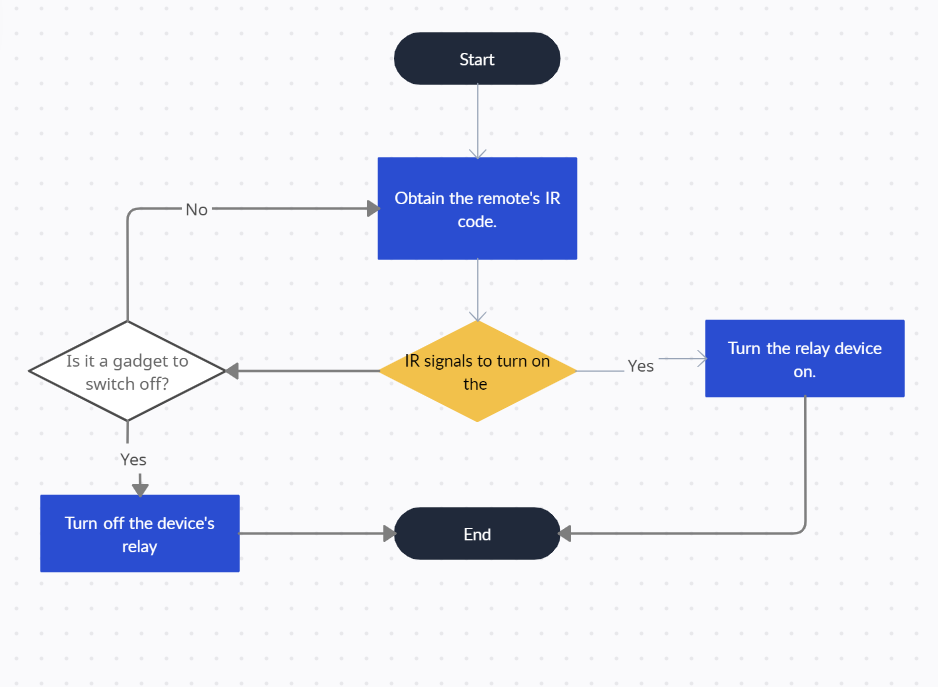 Start
Obtain the remote's IR
code.
No
Is it a gadget to
switch off?
IR signals to turn on
the
Yes
Turn the relay device
on.
Yes
Turn off the device's
relay
End